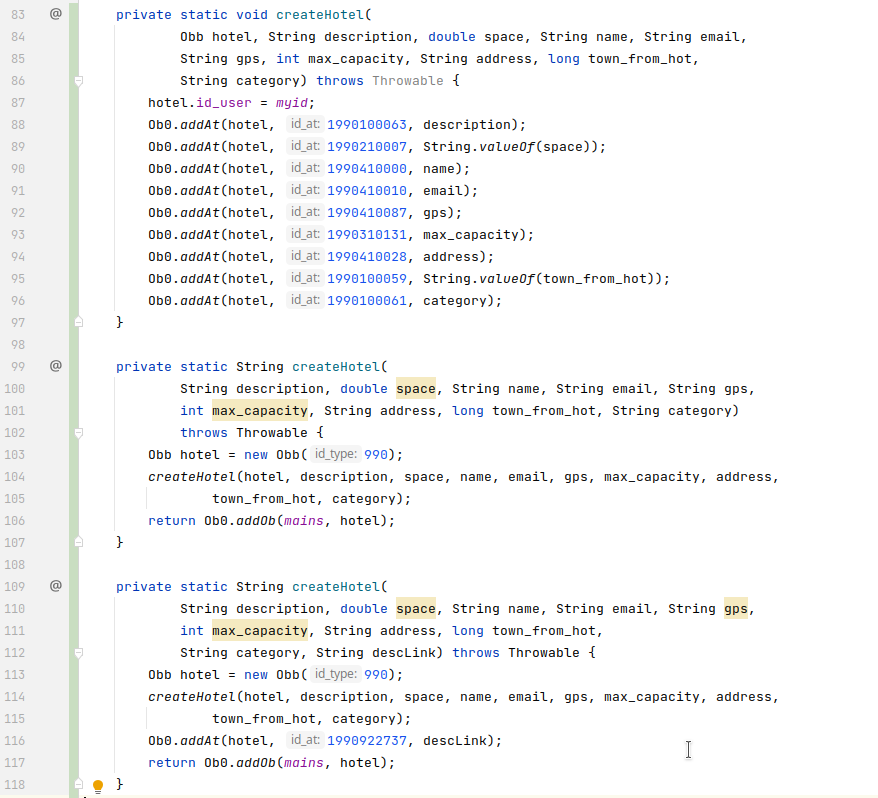 83 @ private static void createHotel(
84 Obb hotel, String description, double space, String name, String email,
85 String gps, int max_capacity, String address, long town_from_hot,
86 String category) throws Throwable {
87 hotel.id_user = myid;
88 Ob0.addAt(hotel, id_at: 1990100063, description);
89 Ob0.addAt(hotel, id_at: 1990210007, String.valueOf(space));
90 Ob0.addAt(hotel, id_at: 1990410000, name);
91 Ob0.addAt(hotel, id_at: 1990410010, email);
92 Ob0.addAt(hotel, id_at: 1990410087, gps);
93 Ob0.addAt(hotel, id_at: 1990310131, max_capacity);
94 Ob0.addAt(hotel, id_at: 1990410028, address);
95 Ob0.addAt(hotel, id_at: 1990100059, String.valueOf(town_from_hot));
96 Ob0.addAt(hotel, id_at: 1990100061, category);
97 }
98
99 @ private static String createHotel(
100 String description, double space, String name, String email, String gps,
101 int max_capacity, String address, long town_from_hot, String category)
102 throws Throwable {
103 Obb hotel = new Obb( id_type: 990);
104 createHotel(hotel, description, space, name, email, gps, max_capacity, address,
105 town_from_hot, category);
106 return Ob0.addOb(mains, hotel);
107 }
108
109 @ private static String createHotel(
110 String description, double space, String name, String email, String gps,
111 int max_capacity, String address, long town_from_hot,
112 String category, String descLink) throws Throwable {
113 Obb hotel = new Obb( id_type: 990);
114 createHotel(hotel, description, space, name, email, gps, max_capacity, address,
115 town_from_hot, category);
116 Ob0.addAt(hotel, id_at: 1990922737, descLink);
117 return Ob0.addOb(mains, hotel);
118 }